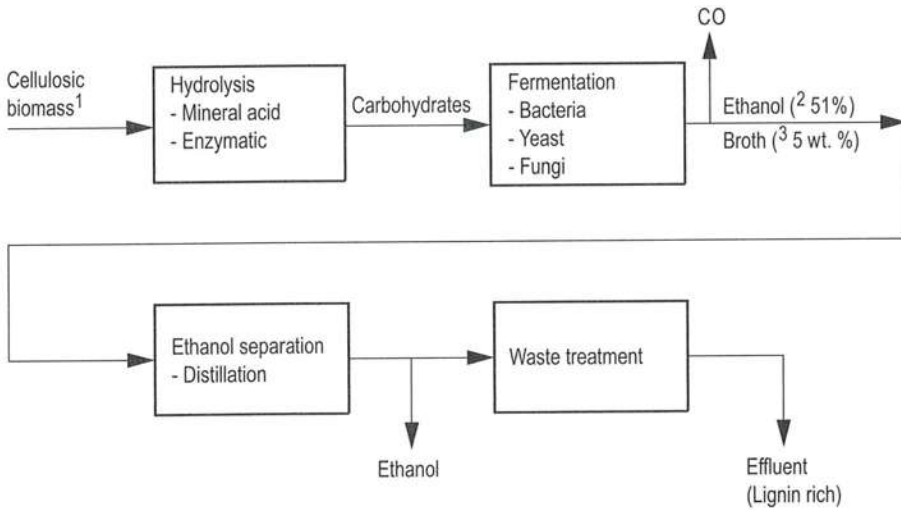 CO
Cellulosic
biomass¹
Hydrolysis
- Mineral acid
- Enzymatic
Carbohydrates
Fermentation
- Bacteria
- Yeast
- Fungi
Ethanol (² 51%)
Broth (³ 5 wt. %)
Ethanol separation
- Distillation
Waste treatment
Ethanol
Effluent
(Lignin rich)